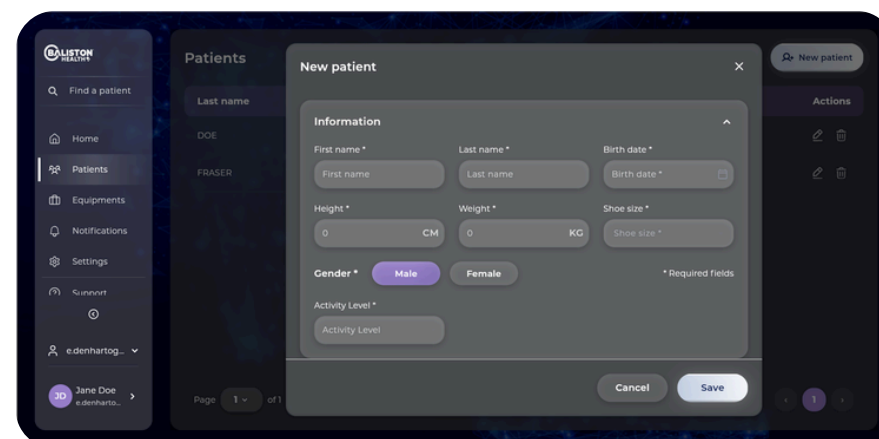 BALISTON
HEALTH
Find a patient
Home
Patients
Equipments
Notifications
Settings
Support
e.denhartog...
JD
Jane Doe
e.denharto...
Patients
New patient
Last name
Actions
DOE
FRASER
Page 1 of 1
1
New patient
Information
First name *
Last name *
Birth date *
First name
Last name
Birth date *
Height *
Weight *
Shoe size *
0 CM
0 KG
Shoe size *
Gender *
Male
Female
* Required fields
Activity Level *
Activity Level
Cancel
Save